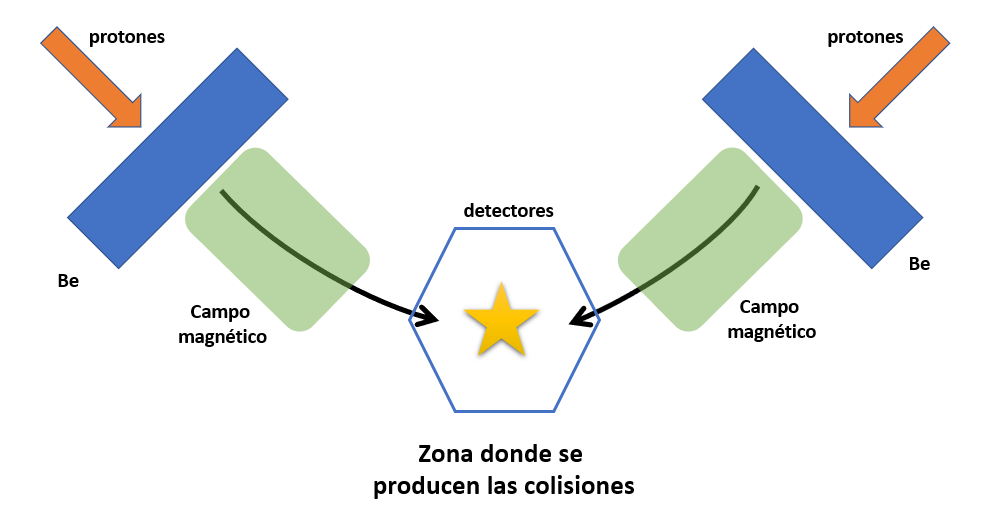 protones
protones
detectores
Be
Be
Campo
magnético
Campo
magnético
Zona donde se
producen las colisiones